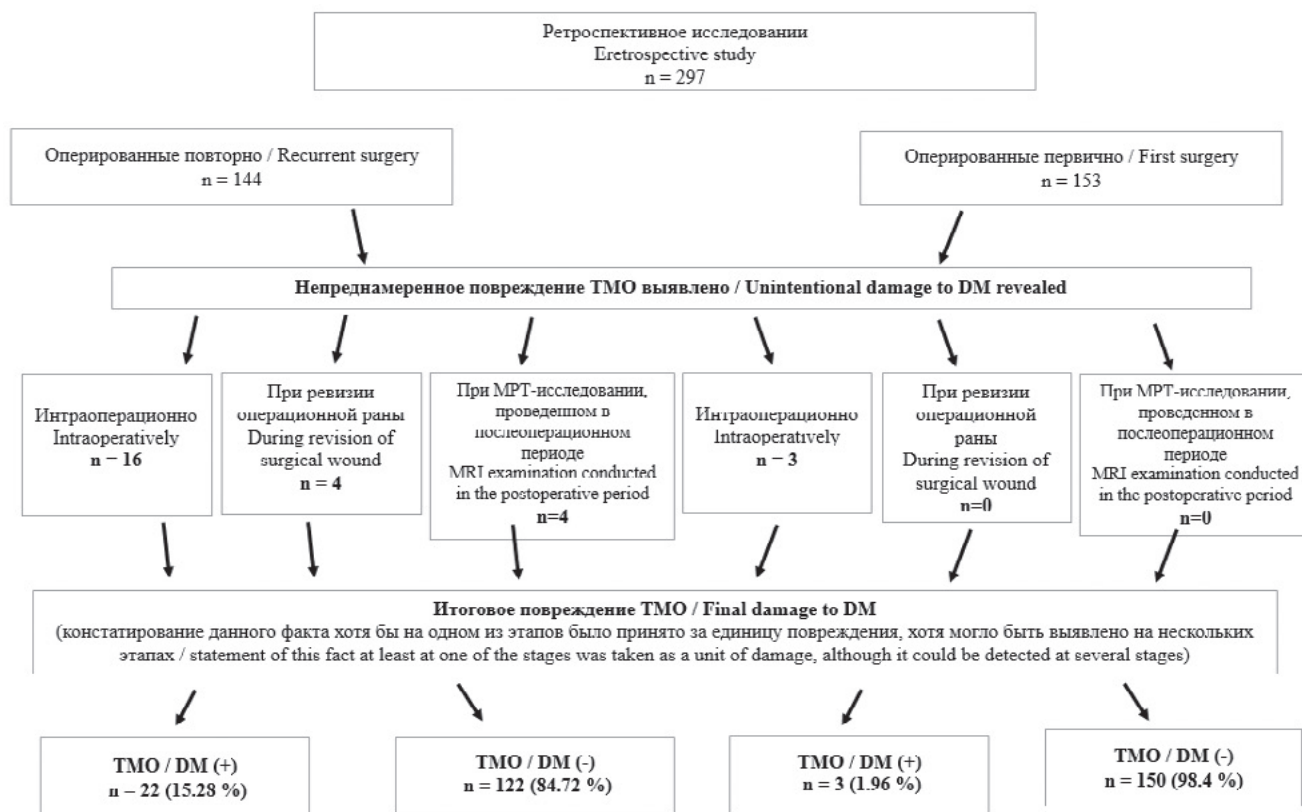 Ретроспективное исследовании
Eretrospective study
n = 297
Оперированные повторно / Recurrent surgery
n = 144
Оперированные первично / First surgery
n = 153
Непреднамеренное повреждение ТМО выявлено / Unintentional damage to DM revealed
Интраоперационно
Intraoperatively
n – 16
При ревизии
операционной раны
During revision of
surgical wound
n = 4
При МРТ-исследовании,
проведенном в
послеоперационном
периоде
MRI examination conducted
in the postoperative period
n=4
Интраоперационно
Intraoperatively
n – 3
При ревизии
операционной
раны
During revision of
surgical wound
n=0
При МРТ-исследовании,
проведенном в
послеоперационном
периоде
MRI examination conducted
in the postoperative period
n=0
Итоговое повреждение ТМО / Final damage to DM
(констатирование данного факта хотя бы на одном из этапов было принято за единицу повреждения, хотя могло быть выявлено на нескольких
этапах / statement of this fact at least at one of the stages was taken as a unit of damage, although it could be detected at several stages)
ТМО / DM (+)
n – 22 (15.28 %)
ТМО / DM (-)
n = 122 (84.72 %)
ТМО / DM (+)
n = 3 (1.96 %)
ТМО / DM (-)
n = 150 (98.4 %)